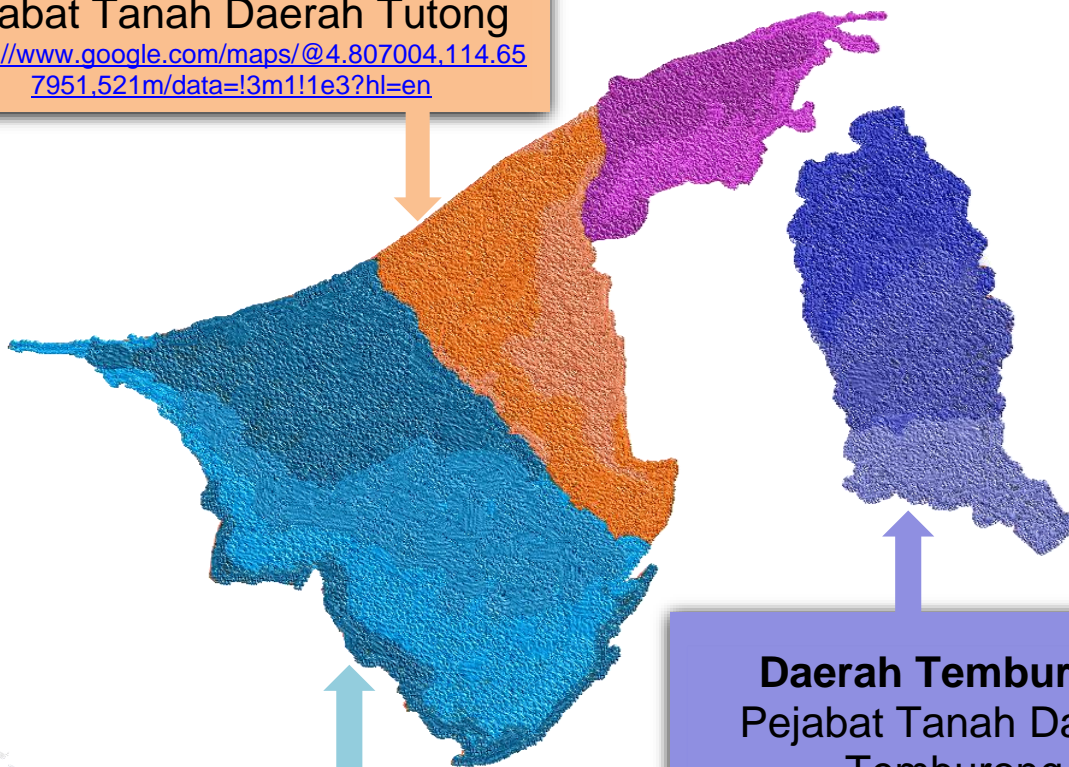 abat Tanah Daerah Tutong
//www.google.com/maps/@4.807004,114.65
7951,521m/data=!3m1!1e3?hl=en
Daerah Tembur
Pejabat Tanah Da
Temburong